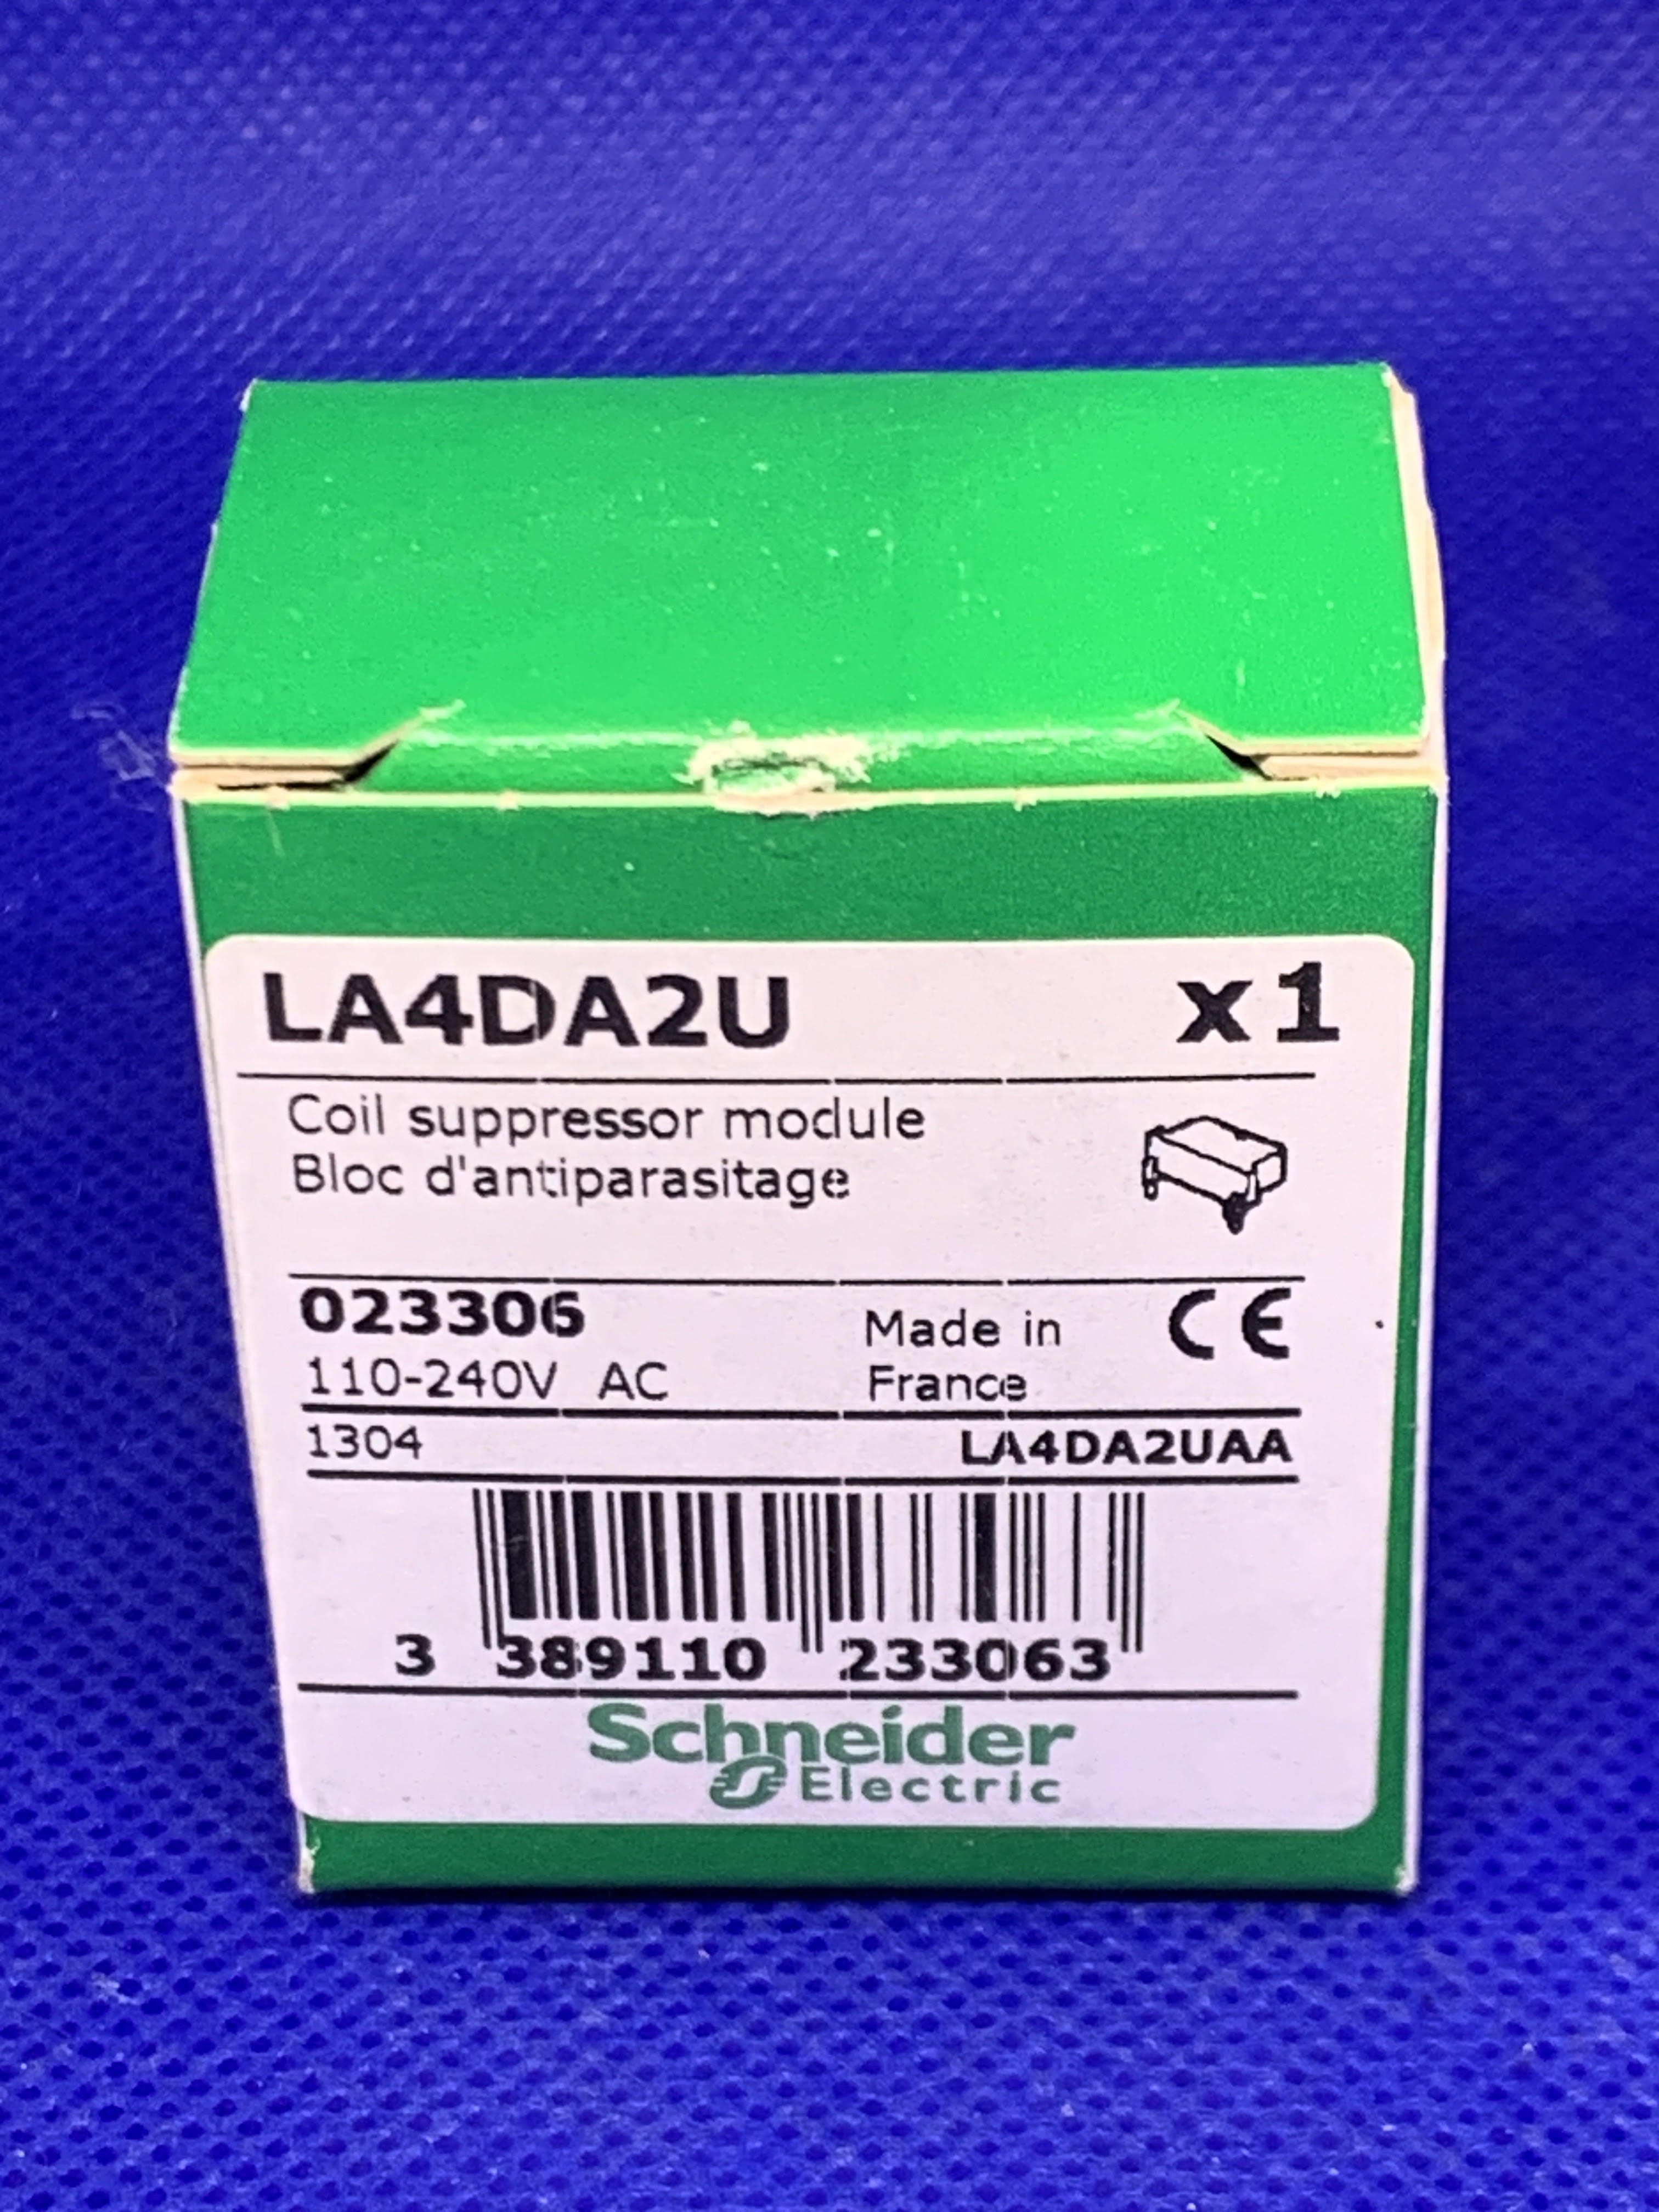 LA4DA2U x1
Coil suppressor module
Bloc d'antiparasitage
023306
Made in
CE
110-240V AC
France
1304 LA4DA2UAA
3 389110 233063
Schneider
Electric